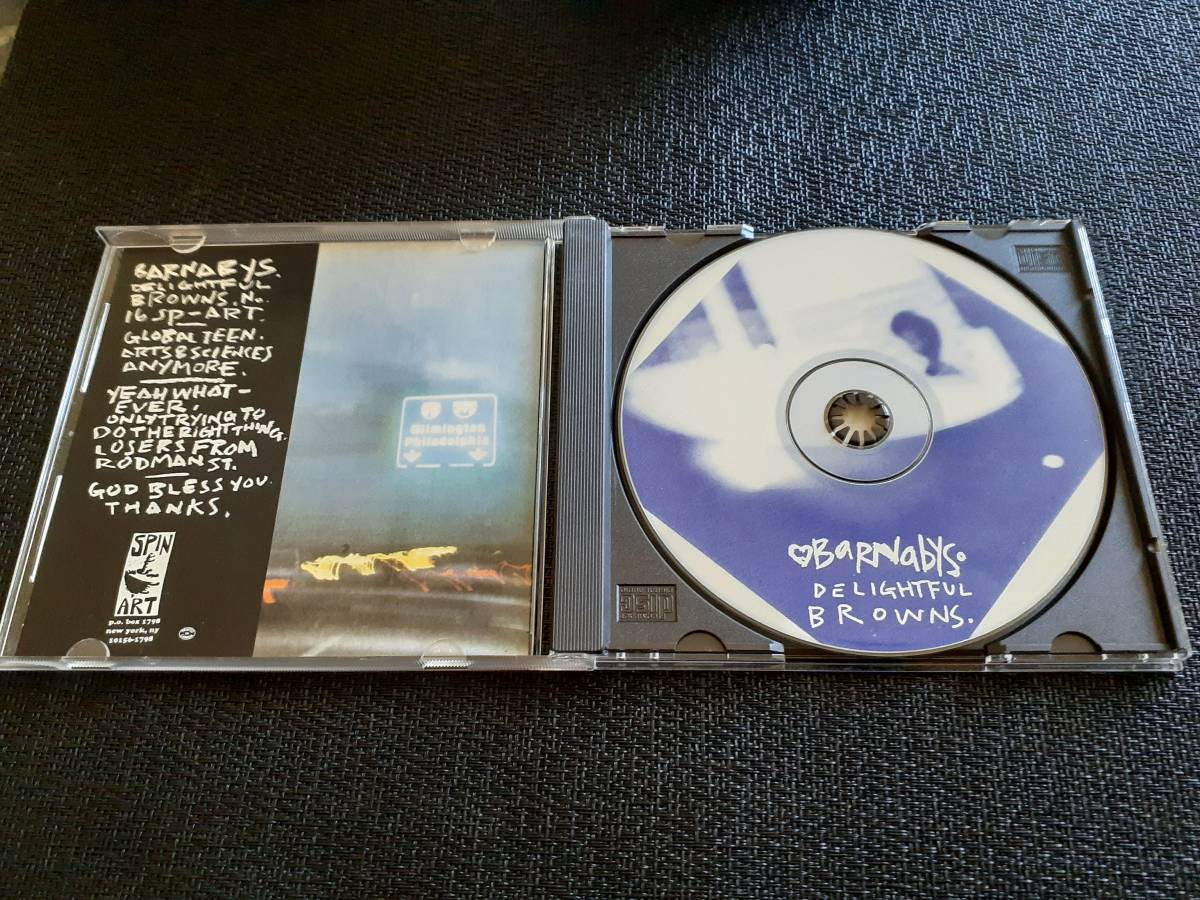 BARNABYS.
DELIGHTFUL
BROWNS. No.
16 SP-ART.
GLOBAL TEEN.
ARTS & SCIENCES
ANYMORE.
YEAH WHAT-
EVER.
ONLY TRYING TO
DO THE RIGHT THING.
LOSERS FROM
RODMAN ST.
GOD BLESS YOU.
THANKS.
SPIN
ART
p.o. box 1798
new york, ny
10156-1798
Wilmington
Philadelphia
BARNABYS.
DELIGHTFUL
BROWNS.